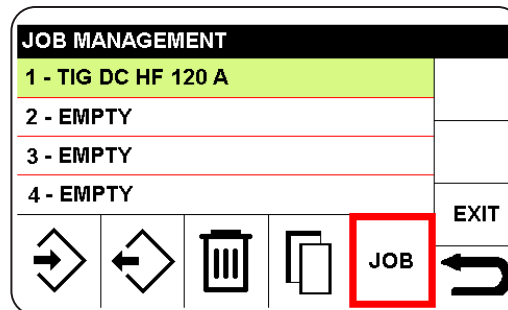 JOB MANAGEMENT
1 - TIG DC HF 120 A
2 - EMPTY
3 - EMPTY
4 - EMPTY
EXIT
JOB